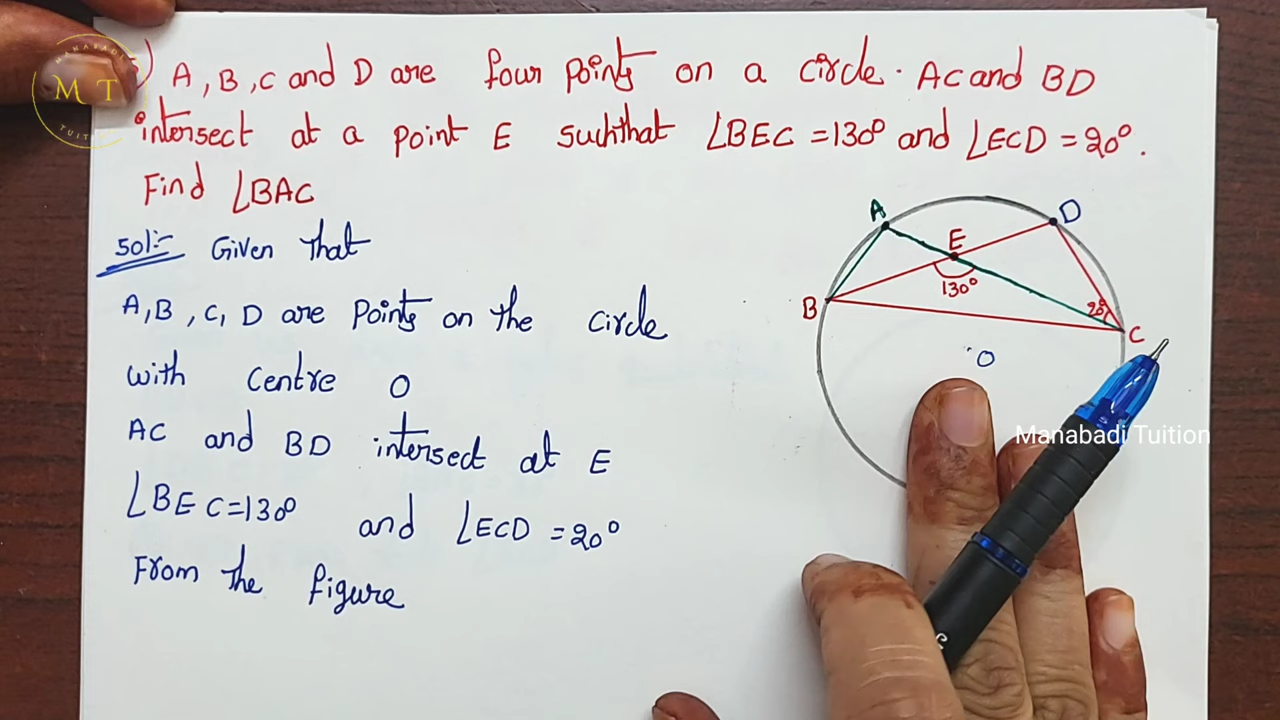 A, B, C and D are four points on a circle. AC and BD
intersect at a point E suchthat ∠BEC = 130° and ∠ECD = 20°.
Find ∠BAC
Sol:- Given That
A, B, C, D are points on the circle
with centre O
AC and BD intersect at E
∠BEC = 130° and ∠ECD = 20°
From the figure
A
D
E
130°
B
20°
C
O
Manabadi Tuition
MANABADI
M T